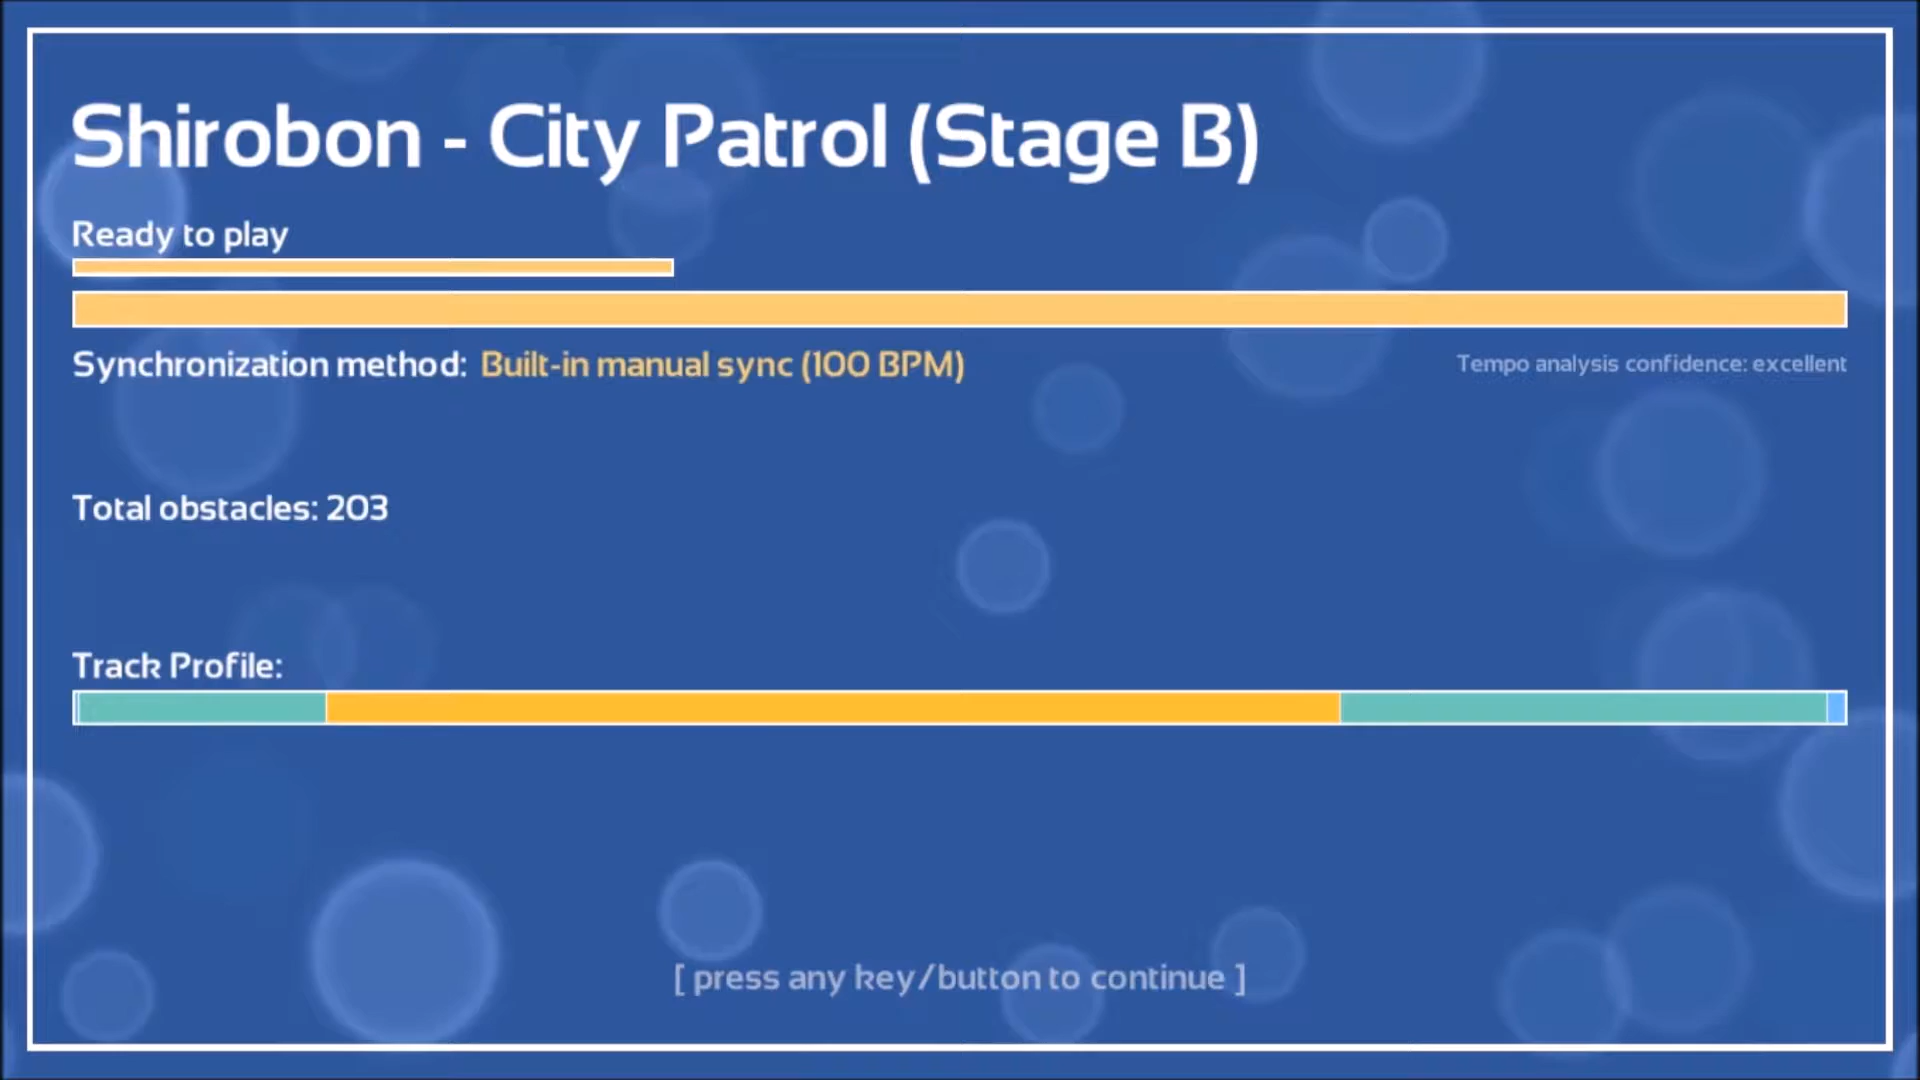 Shirobon - City Patrol (Stage B)
Ready to play
Synchronization method: Built-in manual sync (100 BPM)
Tempo analysis confidence: excellent
Total obstacles: 203
Track Profile:
[ press any key/button to continue ]